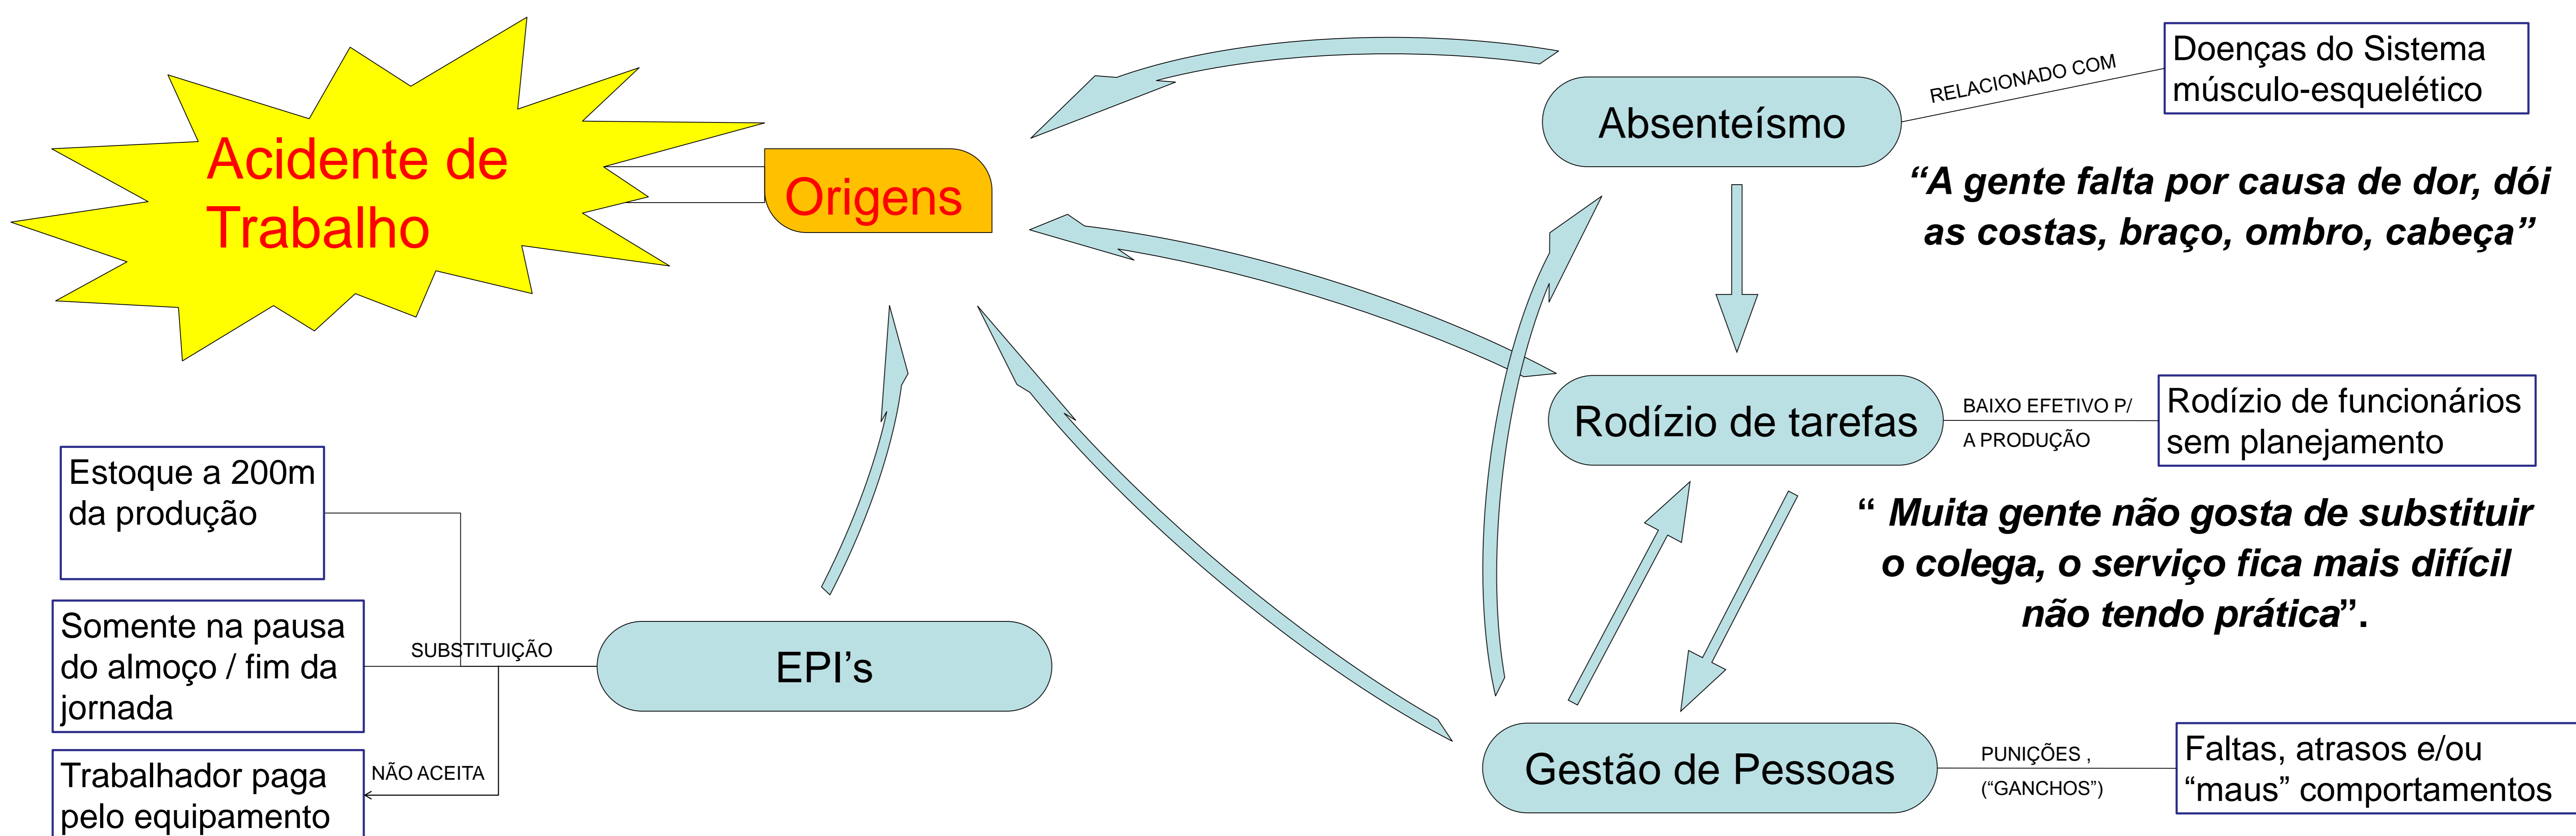 Acidente de
Trabalho
Origens
Absenteísmo
RELACIONADO COM
Doenças do Sistema
músculo-esquelético
“A gente falta por causa de dor, dói
as costas, braço, ombro, cabeça”
Rodízio de tarefas
BAIXO EFETIVO P/
A PRODUÇÃO
Rodízio de funcionários
sem planejamento
“ Muita gente não gosta de substituir
o colega, o serviço fica mais difícil
não tendo prática”.
Estoque a 200m
da produção
Somente na pausa
do almoço / fim da
jornada
SUBSTITUIÇÃO
EPI’s
NÃO ACEITA
Trabalhador paga
pelo equipamento
Gestão de Pessoas
PUNIÇÕES ,
(“GANCHOS”)
Faltas, atrasos e/ou
“maus” comportamentos